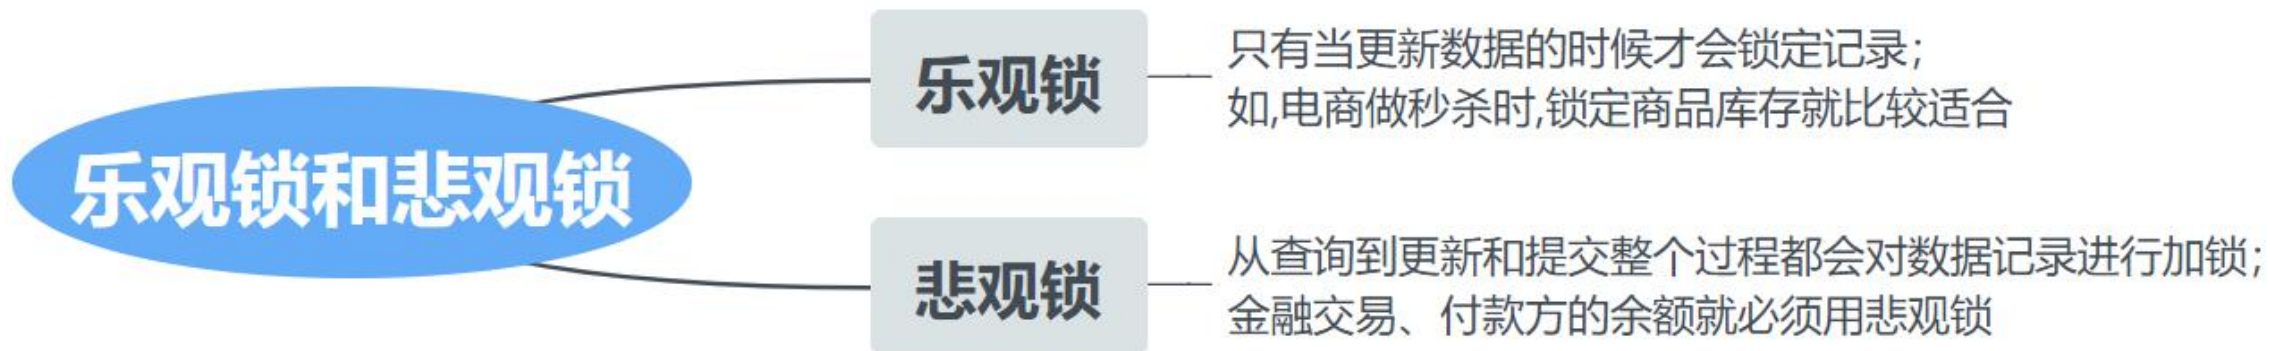 乐观锁和悲观锁
乐观锁
只有当更新数据的时候才会锁定记录；
如,电商做秒杀时,锁定商品库存就比较适合
悲观锁
从查询到更新和提交整个过程都会对数据记录进行加锁；
金融交易、付款方的余额就必须用悲观锁